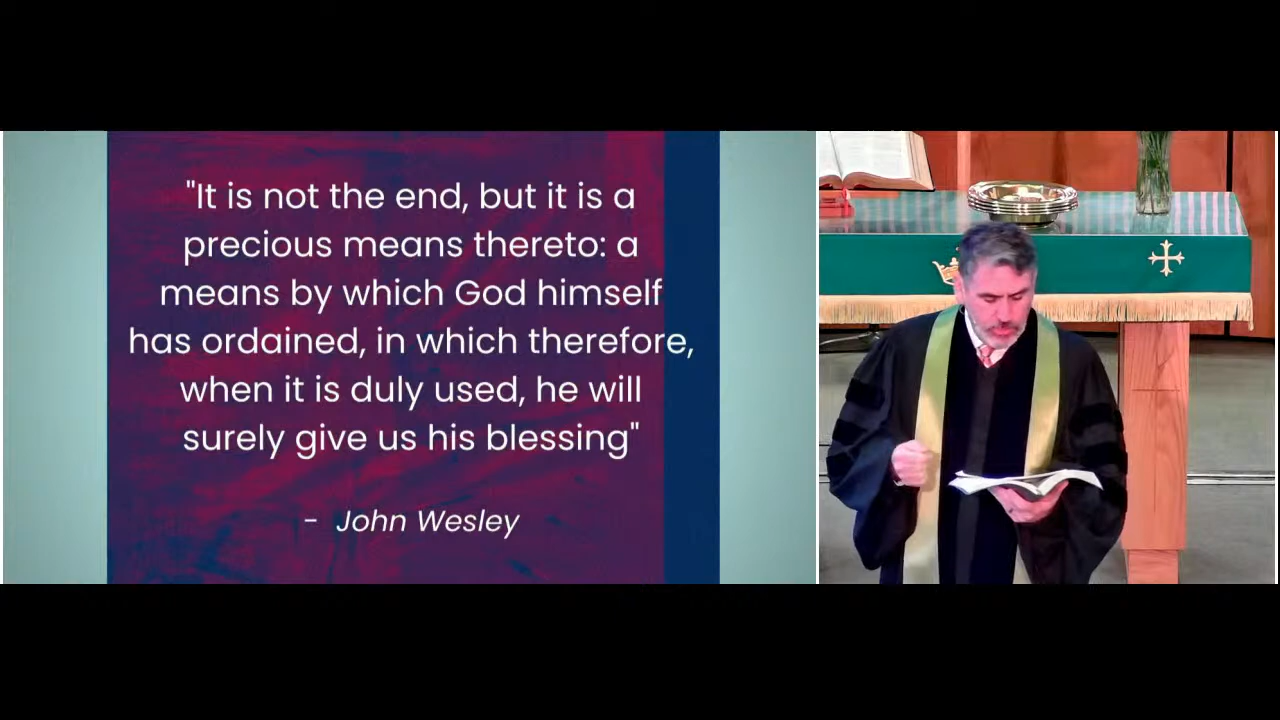 "It is not the end, but it is a
precious means thereto: a
means by which God himself
has ordained, in which therefore,
when it is duly used, he will
surely give us his blessing"
- John Wesley